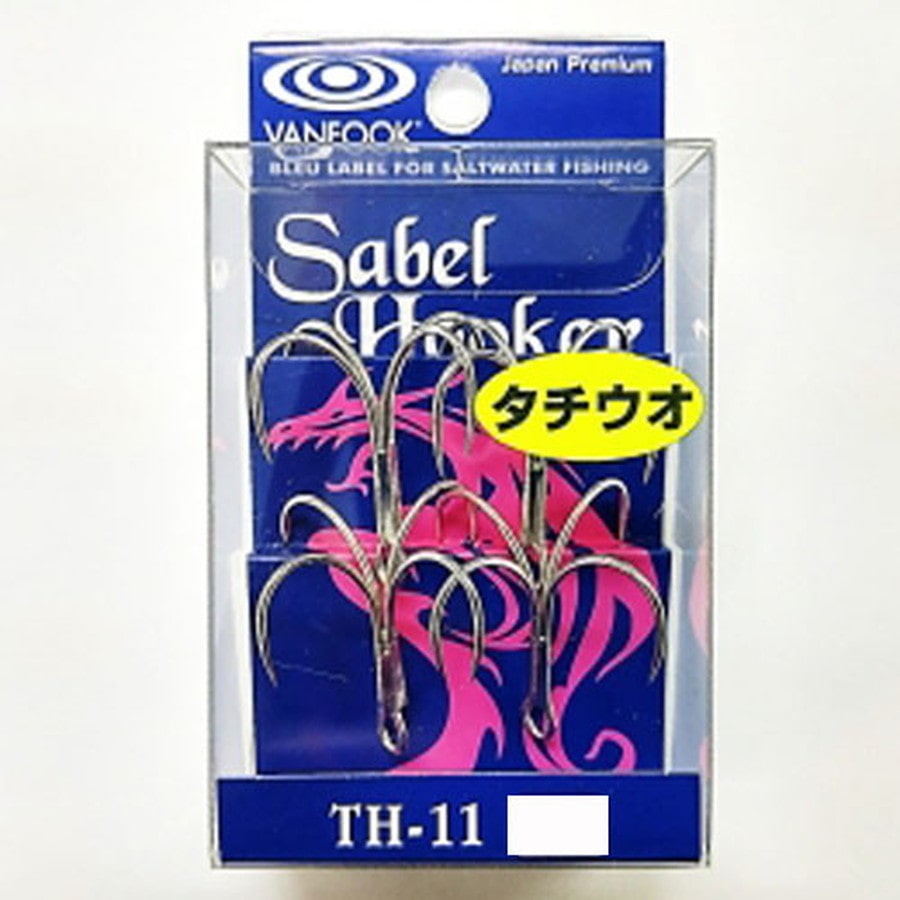 Japan Premium
VANFOOK
BLEU LABEL FOR SALTWATER FISHING
Sabel
Hooker
タチウオ
TH-11